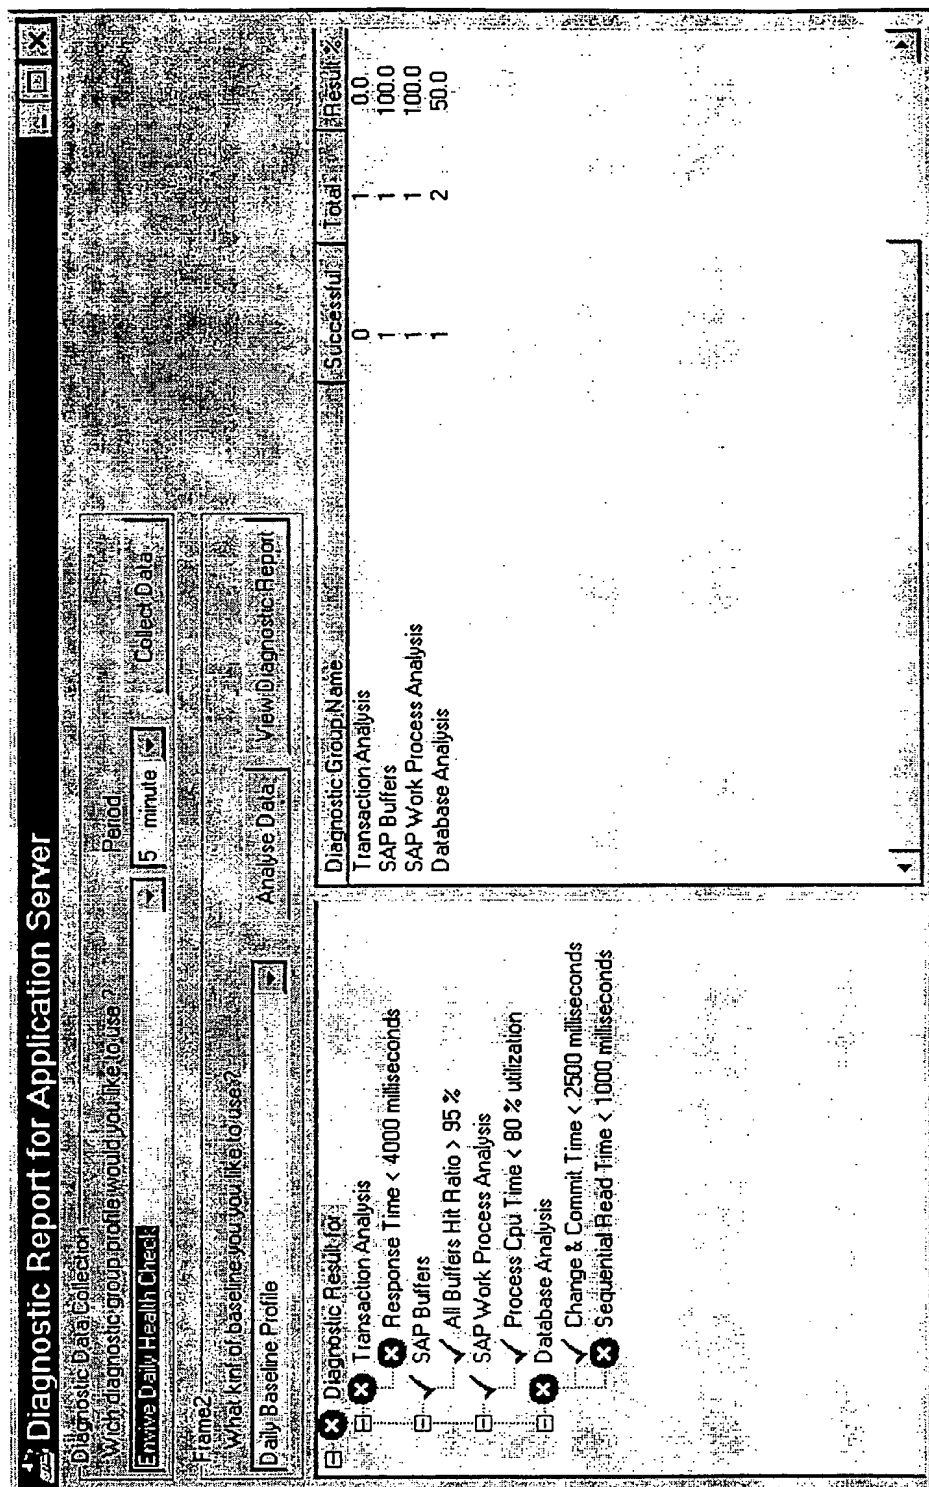 Diagnostic Report for Application Server
Diagnostic Data Collection
Wich diagnostic group profile would you like to use ?
Period
Envive Daily Health Check
5 minute
Collect Data
Frame2
What kinf of baseline you you like to use ?
Daily Baseline Profile
Analyse Data
View Diagnostic Report
Diagnostic Result for :
Transaction Analysis
Response Time < 4000 milliseconds
SAP Buffers
All Buffers Hit Ratio > 95 %
SAP Work Process Analysis
Process Cpu Time < 80 % utilization
Database Analysis
Change & Commit Time < 2500 milliseconds
Sequential Read Time < 1000 milliseconds
Diagnostic Group Name Successful Total Result %
Transaction Analysis 0 1 0.0
SAP Buffers 1 1 100.0
SAP Work Process Analysis 1 1 100.0
Database Analysis 1 2 50.0